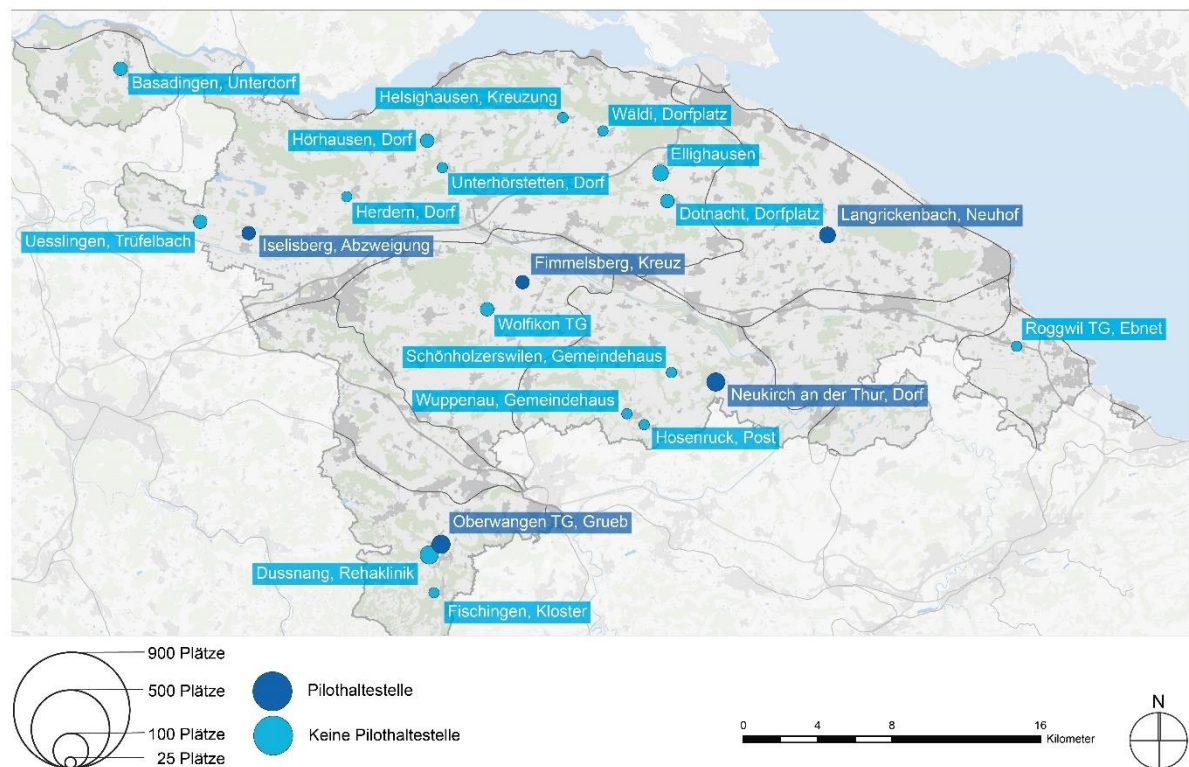 Basadingen, Unterdorf
Helsighausen, Kreuzung
Wäldi, Dorfplatz
Hörhausen, Dorf
Ellighausen
Unterhörstetten, Dorf
Herdern, Dorf
Dotnacht, Dorfplatz
Langrickenbach, Neuhof
Uesslingen, Trüfelbach
Iselisberg, Abzweigung
Fimmelsberg, Kreuz
Wolfikon TG
Roggwil TG, Ebnet
Schönholzerswilen, Gemeindehaus
Neukirch an der Thur, Dorf
Wuppenau, Gemeindehaus
Hosenruck, Post
Oberwangen TG, Grueb
Dussnang, Rehaklinik
Fischingen, Kloster
900 Plätze
500 Plätze
100 Plätze
25 Plätze
Pilothaltestelle
Keine Pilothaltestelle
0 4 8 16
Kilometer
N